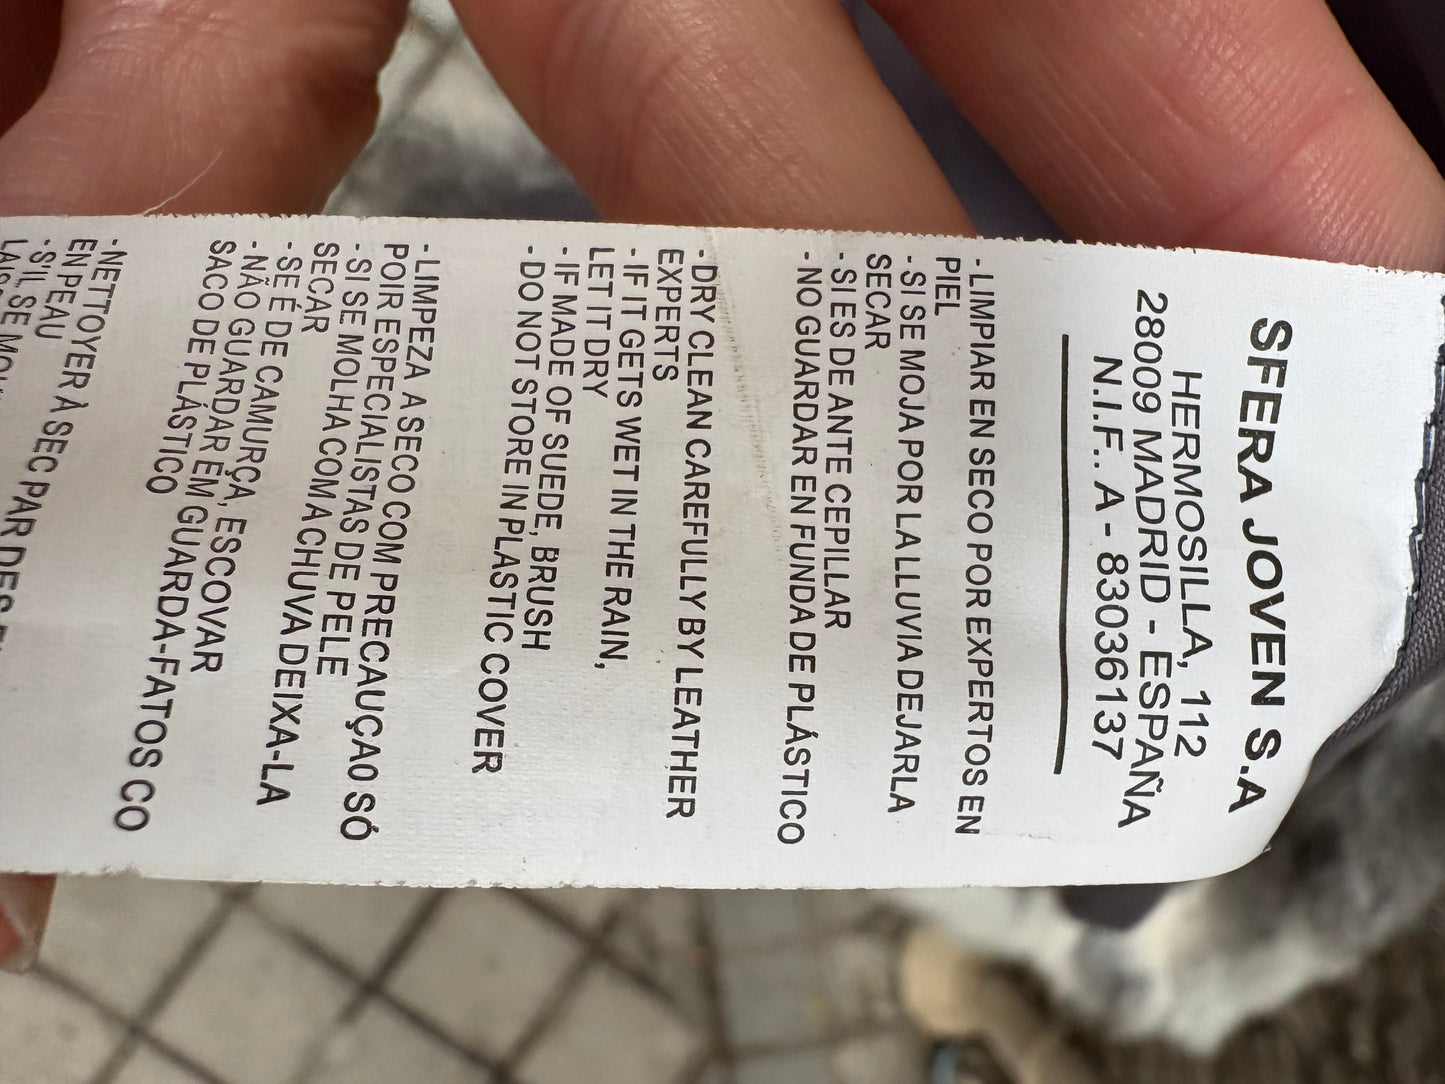 SFERA JOVEN S.A
HERMOSILLA, 112
28009 MADRID - ESPAÑA
N.I.F.. A - 83036137
- LIMPIAR EN SECO POR EXPERTOS EN
PIEL
- SI SE MOJA POR LA LLUVIA DEJARLA
SECAR
- SI ES DE ANTE CEPILLAR
- NO GUARDAR EN FUNDA DE PLÁSTICO
- DRY CLEAN CAREFULLY BY LEATHER
EXPERTS
- IF IT GETS WET IN THE RAIN,
LET IT DRY
- IF MADE OF SUEDE, BRUSH
- DO NOT STORE IN PLASTIC COVER
- LIMPEZA A SECO COM PRECAUÇAO SÓ
POR ESPECIALISTAS DE PELE
- SI SE MOLHA COM A CHUVA DEIXA-LA
SECAR
- SE É DE CAMURÇA, ESCOVAR
- NÃO GUARDAR EM GUARDA-FATOS CO
SACO DE PLÁSTICO
- NETTOYER À SEC PAR DES
EN PEAU
- S'IL SE